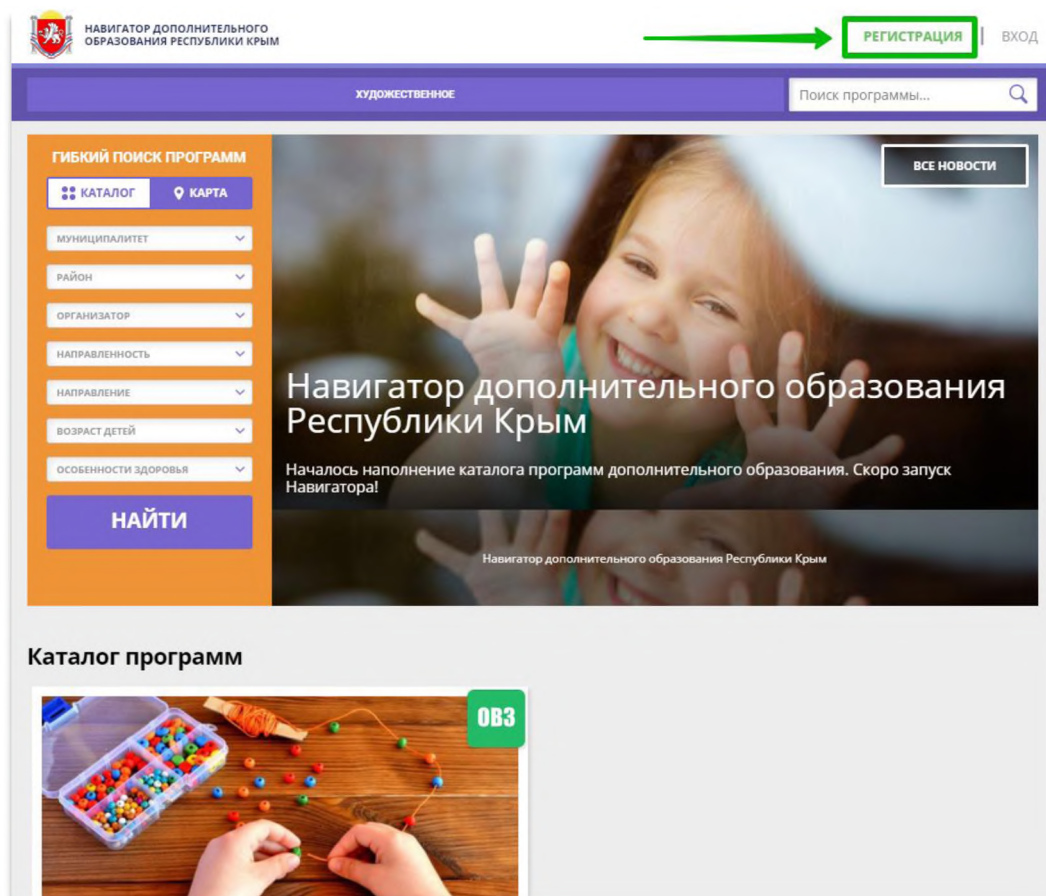 НАВИГАТОР ДОПОЛНИТЕЛЬНОГО
ОБРАЗОВАНИЯ РЕСПУБЛИКИ КРЫМ
РЕГИСТРАЦИЯ
ВХОД
ХУДОЖЕСТВЕННОЕ
Поиск программы...
ГИБКИЙ ПОИСК ПРОГРАММ
КАТАЛОГ
КАРТА
МУНИЦИПАЛИТЕТ
РАЙОН
ОРГАНИЗАТОР
НАПРАВЛЕННОСТЬ
НАПРАВЛЕНИЕ
ВОЗРАСТ ДЕТЕЙ
ОСОБЕННОСТИ ЗДОРОВЬЯ
НАЙТИ
ВСЕ НОВОСТИ
Навигатор дополнительного образования
Республики Крым
Началось наполнение каталога программ дополнительного образования. Скоро запуск
Навигатора!
Навигатор дополнительного образования Республики Крым
Каталог программ
ОВЗ